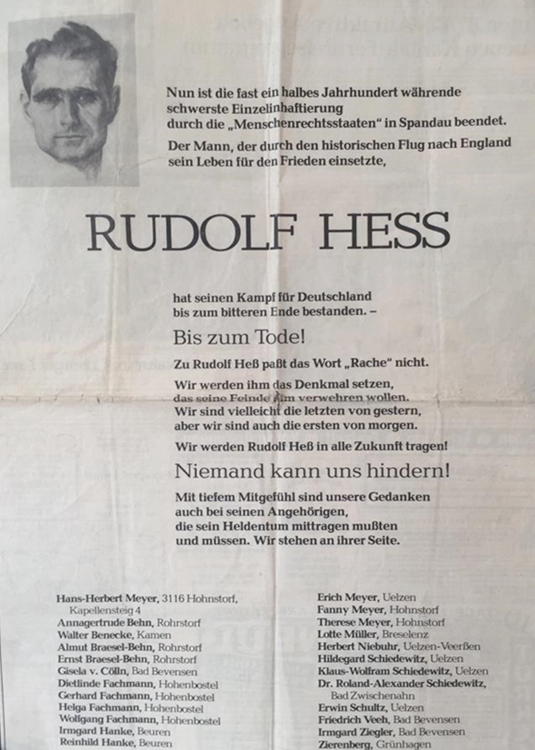 Nun ist die fast ein halbes Jahrhundert währende
schwerste Einzelinhaftierung
durch die „Menschenrechtsstaaten" in Spandau beendet.
Der Mann, der durch den historischen Flug nach England
sein Leben für den Frieden einsetzte,
RUDOLF HESS
hat seinen Kampf für Deutschland
bis zum bitteren Ende bestanden. –
Bis zum Tode!
Zu Rudolf Heß paßt das Wort „Rache" nicht.
Wir werden ihm das Denkmal setzen,
das seine Feinde ihm verwehren wollen.
Wir sind vielleicht die letzten von gestern,
aber wir sind auch die ersten von morgen.
Wir werden Rudolf Heß in alle Zukunft tragen!
Niemand kann uns hindern!
Mit tiefem Mitgefühl sind unsere Gedanken
auch bei seinen Angehörigen,
die sein Heldentum mittragen mußten
und müssen. Wir stehen an ihrer Seite.
Hans-Herbert Meyer, 3116 Hohnstorf,
Kapellensteig 4
Annagertrude Behn, Rohrstorf
Walter Benecke, Kamen
Almut Braesel-Behn, Rohrstorf
Ernst Braesel-Behn, Rohrstorf
Gisela v. Cölln, Bad Bevensen
Dietlinde Fachmann, Hohenbostel
Gerhard Fachmann, Hohenbostel
Helga Fachmann, Hohenbostel
Wolfgang Fachmann, Hohenbostel
Irmgard Hanke, Beuren
Reinhild Hanke, Beuren
Erich Meyer, Uelzen
Fanny Meyer, Hohnstorf
Therese Meyer, Hohnstorf
Lotte Müller, Breselenz
Herbert Niebuhr, Uelzen-Veerßen
Hildegard Schiedewitz, Uelzen
Klaus-Wolfram Schiedewitz, Uelzen
Dr. Roland-Alexander Schiedewitz,
Bad Zwischenahn
Erwin Schultz, Uelzen
Friedrich Veeh, Bad Bevensen
Irmgard Ziegler, Bad Bevensen
Zierenberg, Grünhagen